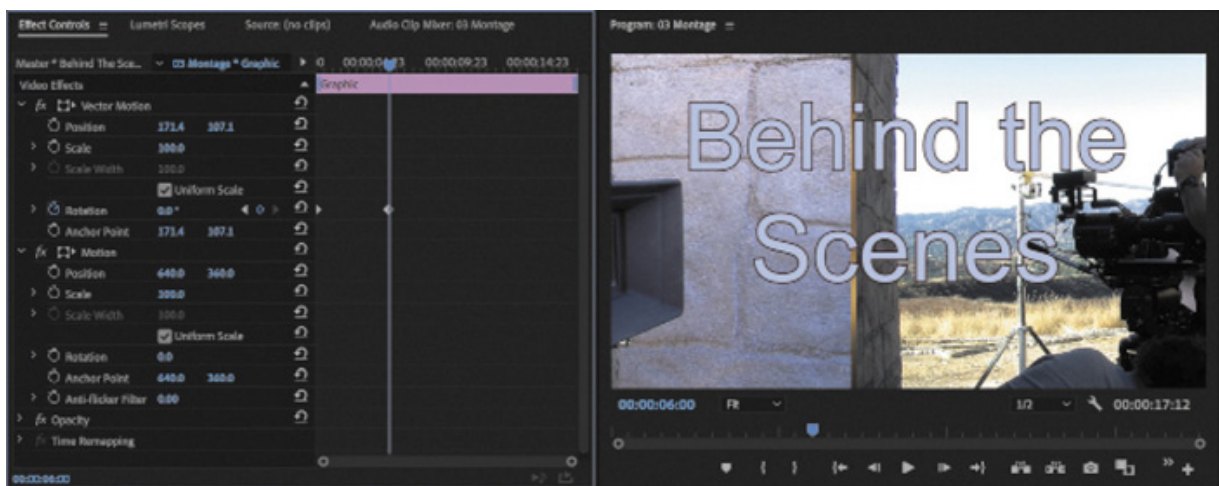 Effect Controls
Lumetri Scopes
Source: (no clips)
Audio Clip Mixer: 03 Montage
Master * Behind The Sce...
03 Montage * Graphic
00:00:09:23
00:00:14:23
Video Effects
Graphic
fx Vector Motion
Position 171.4 107.1
Scale 100.0
Scale Width 100.0
Uniform Scale
Rotation 0.0 °
Anchor Point 171.4 107.1
fx Motion
Position 640.0 360.0
Scale 100.0
Scale Width 100.0
Uniform Scale
Rotation 0.0
Anchor Point 640.0 360.0
Anti-flicker Filter 0.00
fx Opacity
fx Time Remapping
00:00:06:00
Program: 03 Montage
Behind the
Scenes
00:00:06:00 Fit 1/2 00:00:17:12